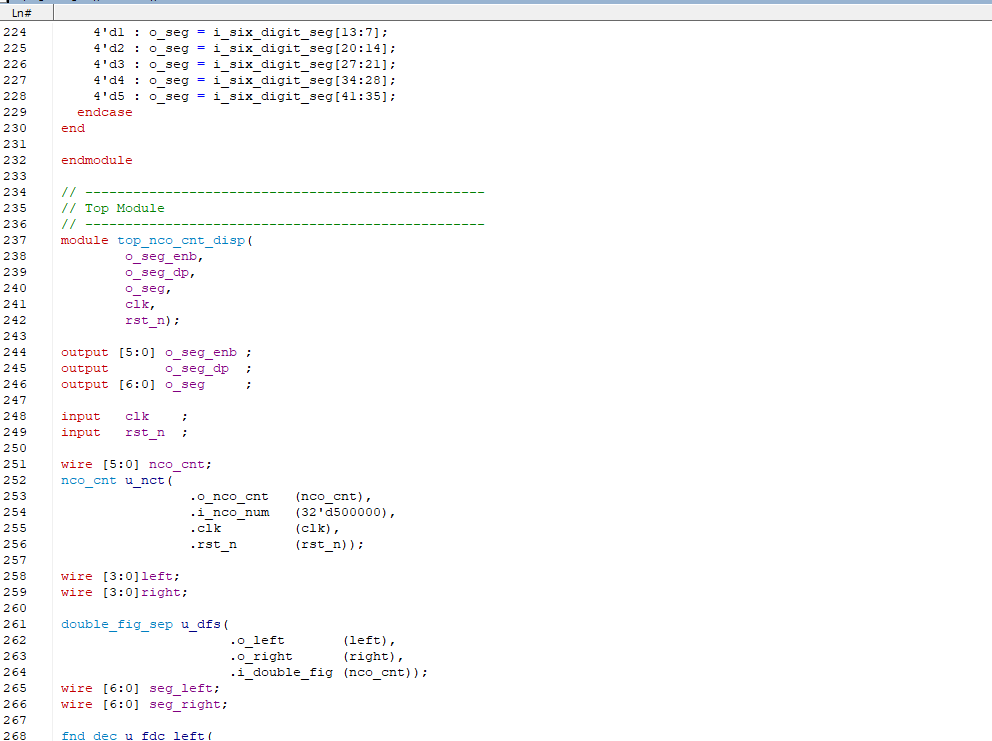 Ln#
224 4'd1 : o_seg = i_six_digit_seg[13:7];
225 4'd2 : o_seg = i_six_digit_seg[20:14];
226 4'd3 : o_seg = i_six_digit_seg[27:21];
227 4'd4 : o_seg = i_six_digit_seg[34:28];
228 4'd5 : o_seg = i_six_digit_seg[41:35];
229 endcase
230 end
231
232 endmodule
233
234 // --------------------------------------------------
235 // Top Module
236 // --------------------------------------------------
237 module top_nco_cnt_disp(
238 o_seg_enb,
239 o_seg_dp,
240 o_seg,
241 clk,
242 rst_n);
243
244 output [5:0] o_seg_enb ;
245 output o_seg_dp ;
246 output [6:0] o_seg ;
247
248 input clk ;
249 input rst_n ;
250
251 wire [5:0] nco_cnt;
252 nco_cnt u_nct(
253 .o_nco_cnt (nco_cnt),
254 .i_nco_num (32'd500000),
255 .clk (clk),
256 .rst_n (rst_n));
257
258 wire [3:0]left;
259 wire [3:0]right;
260
261 double_fig_sep u_dfs(
262 .o_left (left),
263 .o_right (right),
264 .i_double_fig (nco_cnt));
265 wire [6:0] seg_left;
266 wire [6:0] seg_right;
267
268 fnd_dec u_fdc_left(